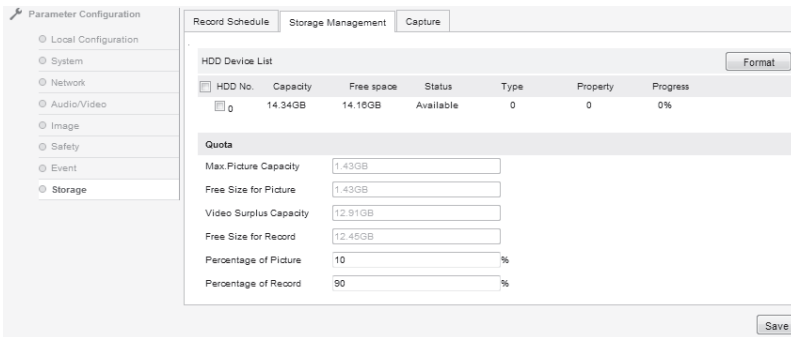 Parameter Configuration
Local Configuration
System
Network
Audio/Video
Image
Safety
Event
Storage
Record Schedule Storage Management Capture
HDD Device List Format
HDD No. Capacity Free space Status Type Property Progress
0 14.34GB 14.16GB Available 0 0 0%
Quota
Max.Picture Capacity 1.43GB
Free Size for Picture 1.43GB
Video Surplus Capacity 12.91GB
Free Size for Record 12.45GB
Percentage of Picture 10 %
Percentage of Record 90 %
Save